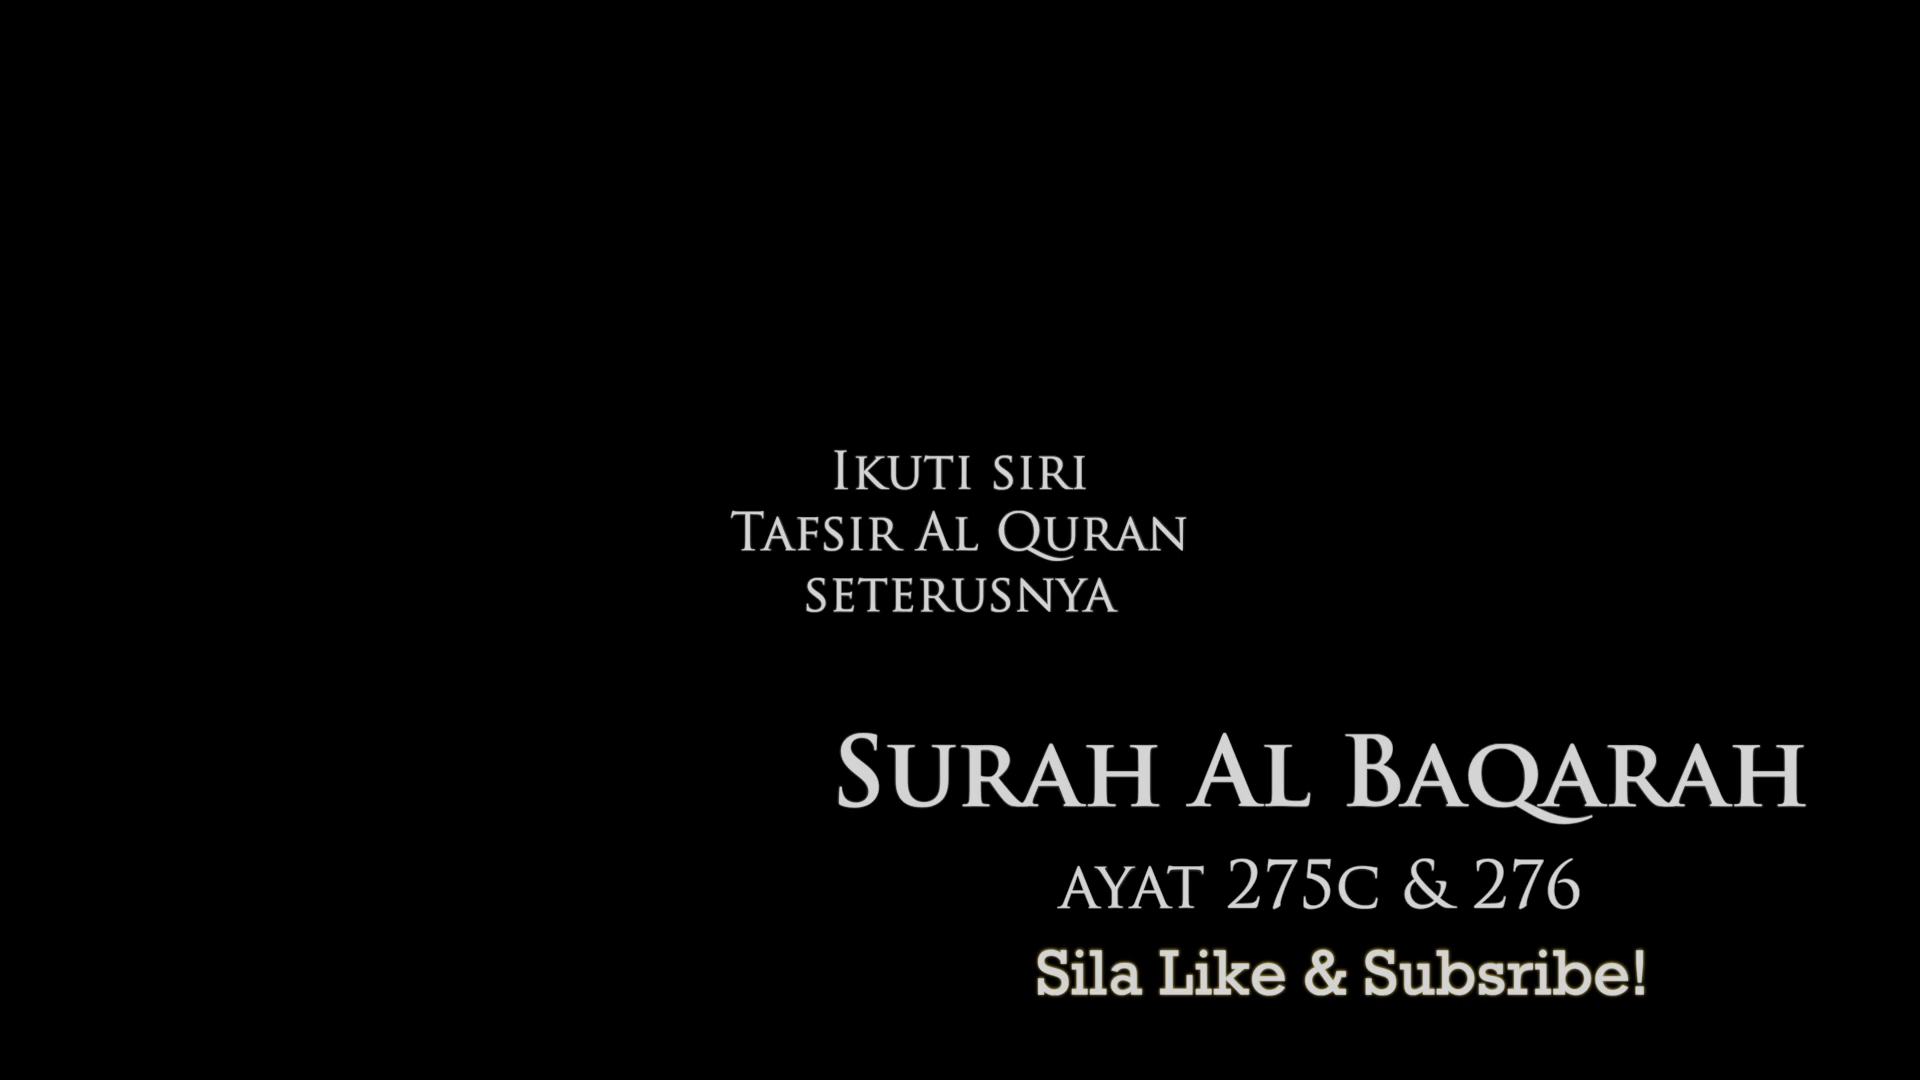 Ikuti siri
Tafsir Al Quran
seterusnya
Surah Al Baqarah
ayat 275c & 276
Sila Like & Subsribe!